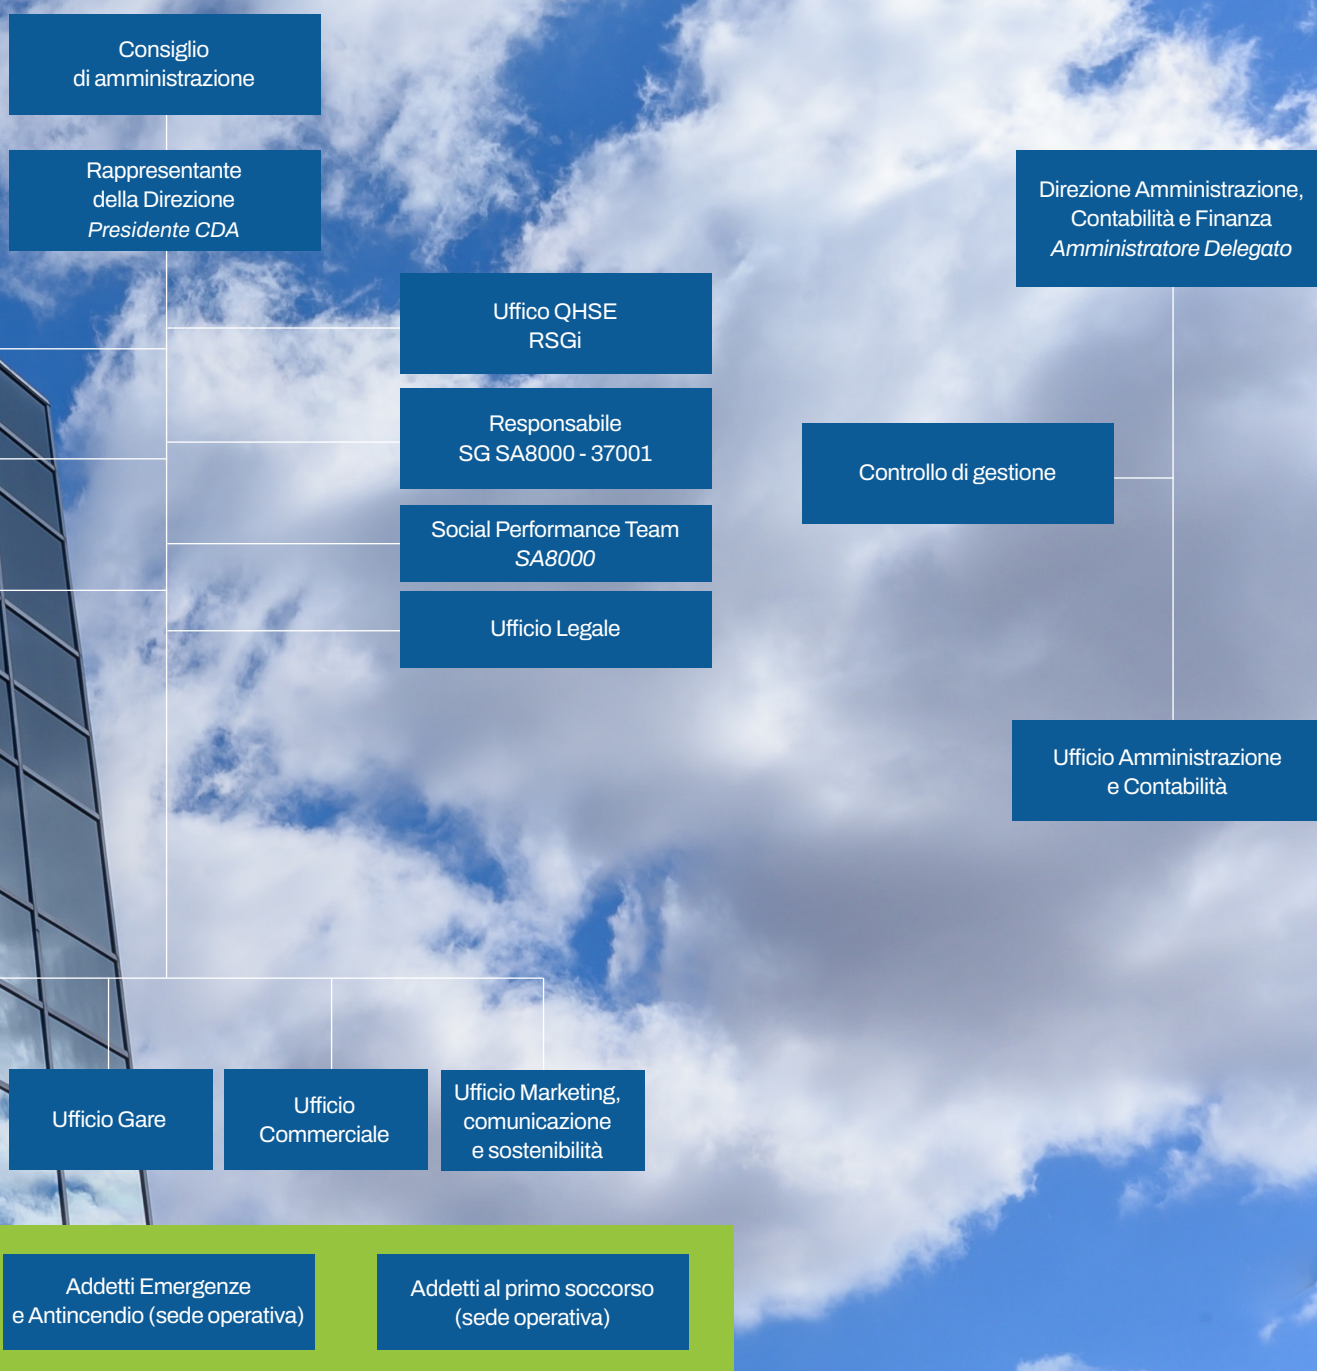 Consiglio
di amministrazione
Rappresentante
della Direzione
Presidente CDA
Direzione Amministrazione,
Contabilità e Finanza
Amministratore Delegato
Uffico QHSE
RSGi
Responsabile
SG SA8000 - 37001
Controllo di gestione
Social Performance Team
SA8000
Ufficio Legale
Ufficio Amministrazione
e Contabilità
Ufficio Gare
Ufficio
Commerciale
Ufficio Marketing,
comunicazione
e sostenibilità
Addetti Emergenze
e Antincendio (sede operativa)
Addetti al primo soccorso
(sede operativa)